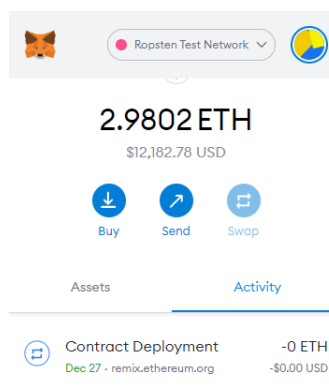 Ropsten Test Network
2.9802 ETH
$12,182.78 USD
Buy Send Swap
Assets Activity
Contract Deployment -0 ETH
Dec 27 · remix.ethereum.org -$0.00 USD